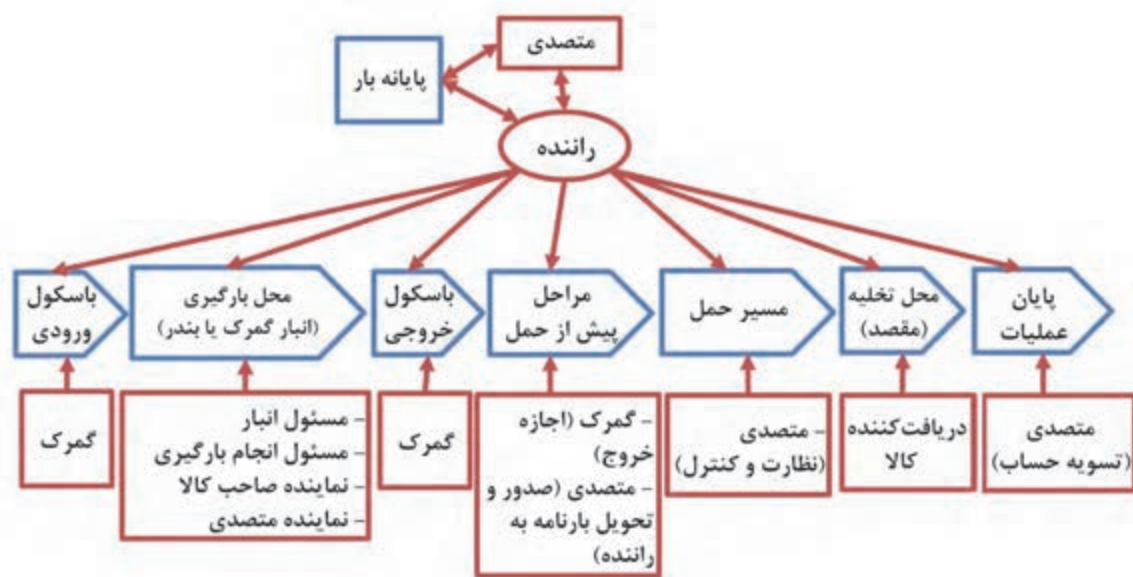 متصدی
پایانه بار
راننده
باسکول
ورودی
محل بارگیری
(انبار گمرک یا بندر)
باسکول
خروجی
مراحل
پیش از حمل
مسیر حمل
محل تخلیه
(مقصد)
پایان
عملیات
گمرک
- مسئول انبار
- مسئول انجام بارگیری
- نماینده صاحب کالا
- نماینده متصدی
گمرک
- گمرک (اجازه
خروج)
- متصدی (صدور و
تحویل بارنامه به
راننده)
- متصدی
(نظارت و کنترل)
دریافت‌کننده
کالا
متصدی
(تسویه حساب)